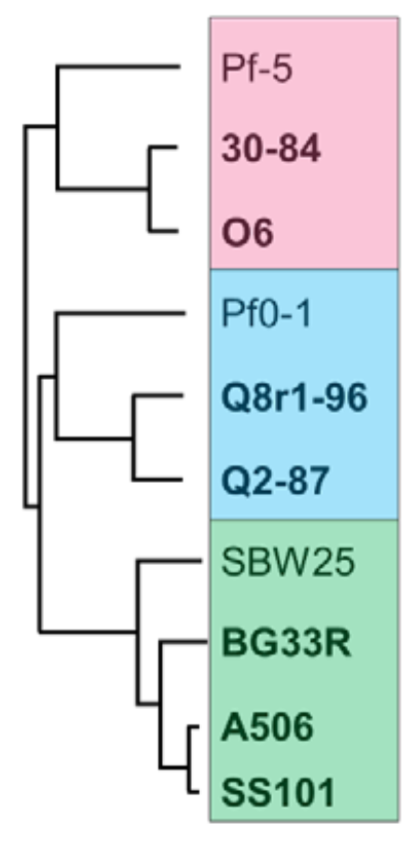 Pf-5
30-84
O6
Pf0-1
Q8r1-96
Q2-87
SBW25
BG33R
A506
SS101